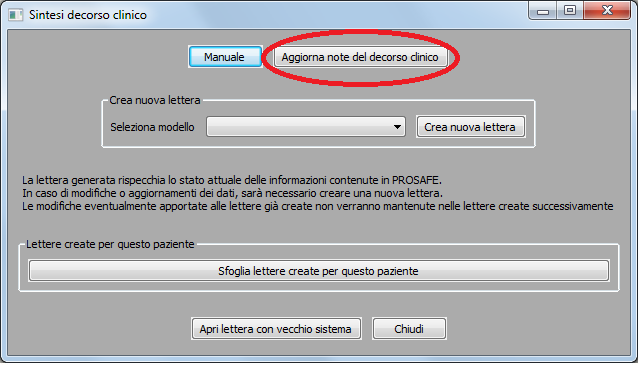 Sintesi decorso clinico
Manuale
Aggiorna note del decorso clinico
Crea nuova lettera
Seleziona modello
Crea nuova lettera
La lettera generata rispecchia lo stato attuale delle informazioni contenute in PROSAFE.
In caso di modifiche o aggiornamenti dei dati, sarà necessario creare una nuova lettera.
Le modifiche eventualmente apportate alle lettere già create non verranno mantenute nelle lettere create successivamente
Lettere create per questo paziente
Sfoglia lettere create per questo paziente
Apri lettera con vecchio sistema
Chiudi